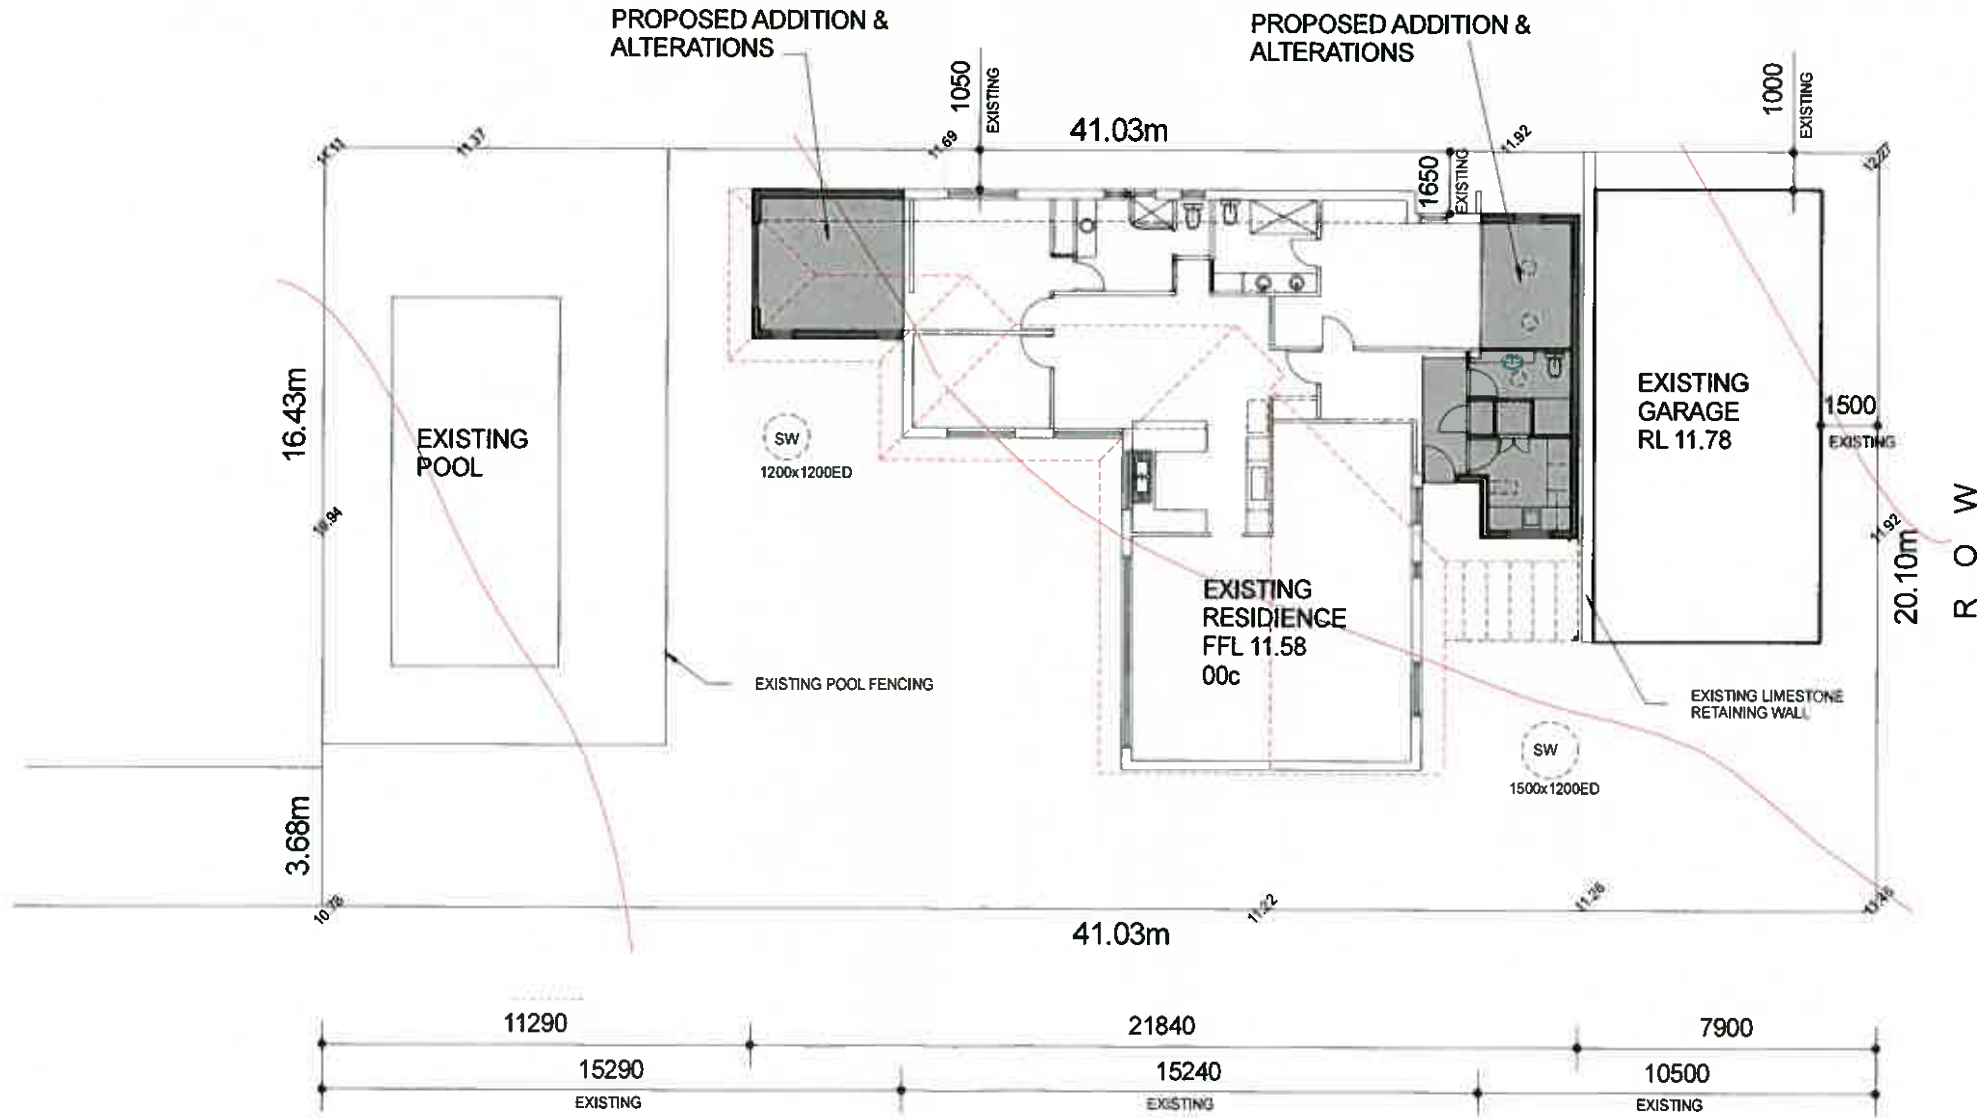 PROPOSED ADDITION &
ALTERATIONS
PROPOSED ADDITION &
ALTERATIONS
1050
EXISTING
1000
EXISTING
41.03m
11.37
11.69
11.92
12.27
1650
EXISTING
16.43m
EXISTING
POOL
SW
1200x1200ED
EXISTING
GARAGE
RL 11.78
1500
EXISTING
11.92
20.10m
R O W
EXISTING
RESIDIENCE
FFL 11.58
00c
EXISTING POOL FENCING
EXISTING LIMESTONE
RETAINING WALL
SW
1500x1200ED
3.68m
11.22
11.26
41.03m
11290
21840
7900
15290
15240
10500
EXISTING
EXISTING
EXISTING